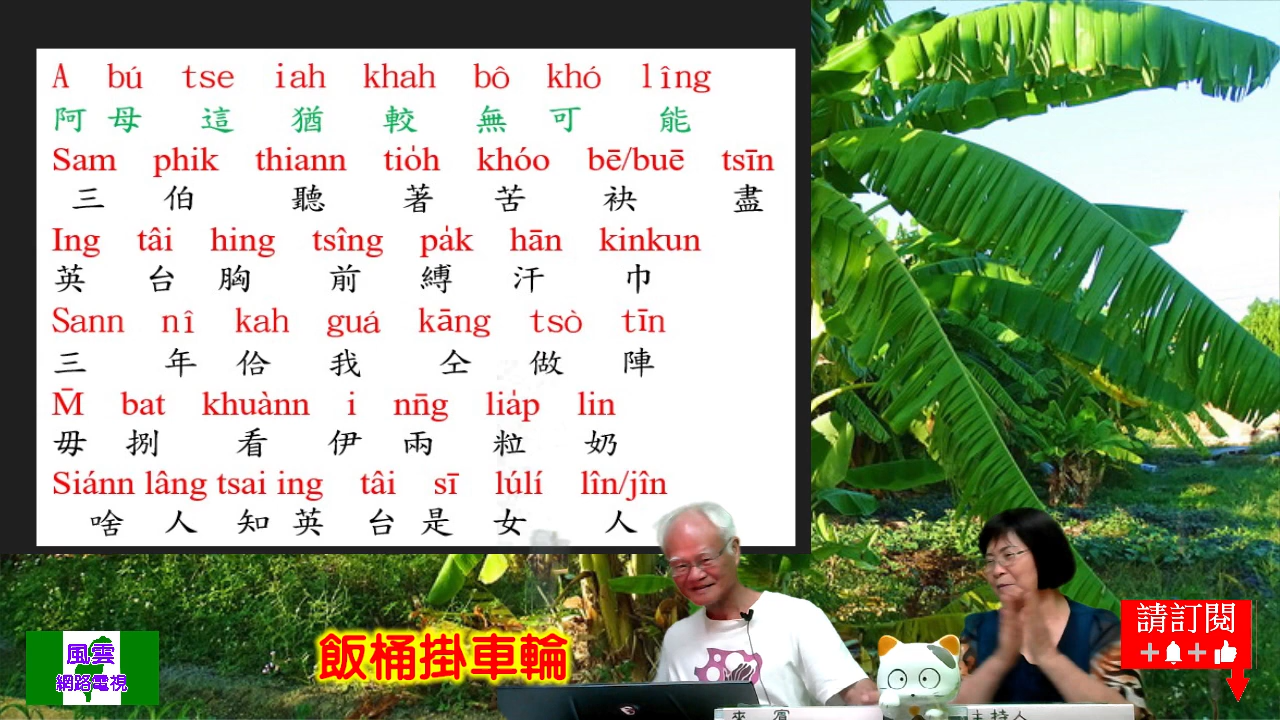 A bú tse iah khah bô khó lîng
阿 母 這 猶 較 無 可 能
Sam phik thiann tio̍h khóo bē/buē tsīn
三 伯 聽 著 苦 袂 盡
Ing tâi hing tsîng pa̍k hān kinkun
英 台 胸 前 縛 汗 巾
Sann nî kah guá kāng tsò tīn
三 年 佮 我 仝 做 陣
M̄ bat khuànn i nn̄g lia̍p lin
毋 捌 看 伊 兩 粒 奶
Siánn lâng tsai ing tâi sī lúlí lîn/jîn
啥 人 知 英 台 是 女 人
風雲
網路電視
飯桶掛車輪
請訂閱
來 賓
主持人